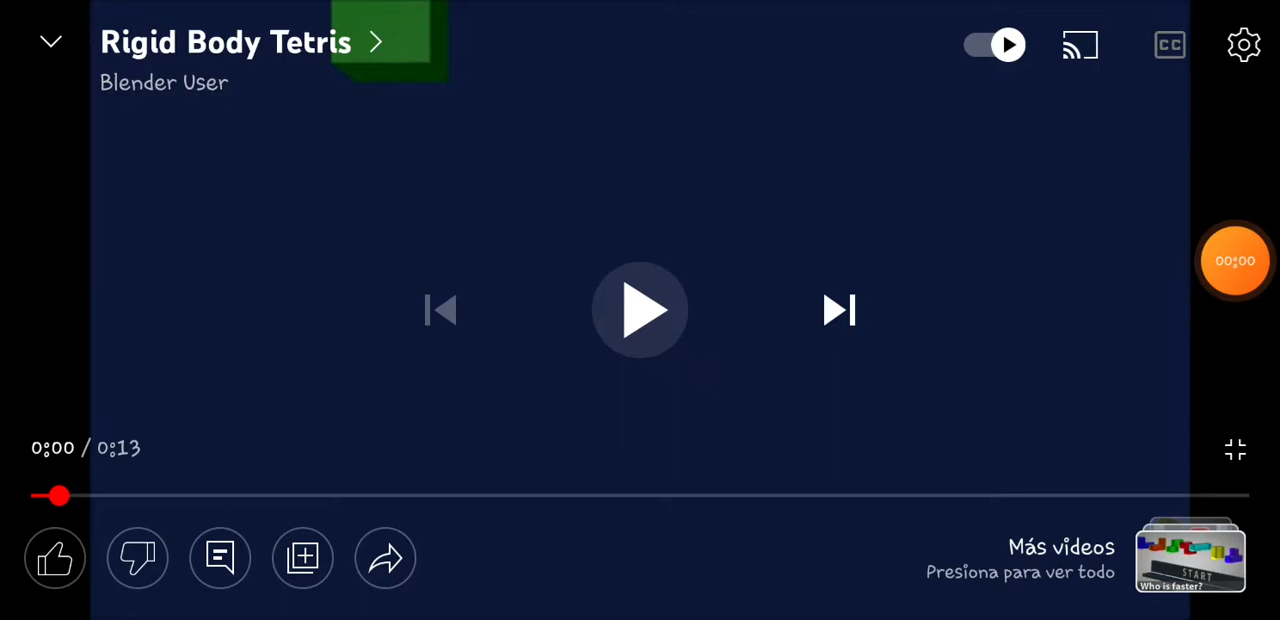 Rigid Body Tetris
Blender User
CC
00:00
0:00 / 0:13
Más videos
Presiona para ver todo
START
Who is faster?